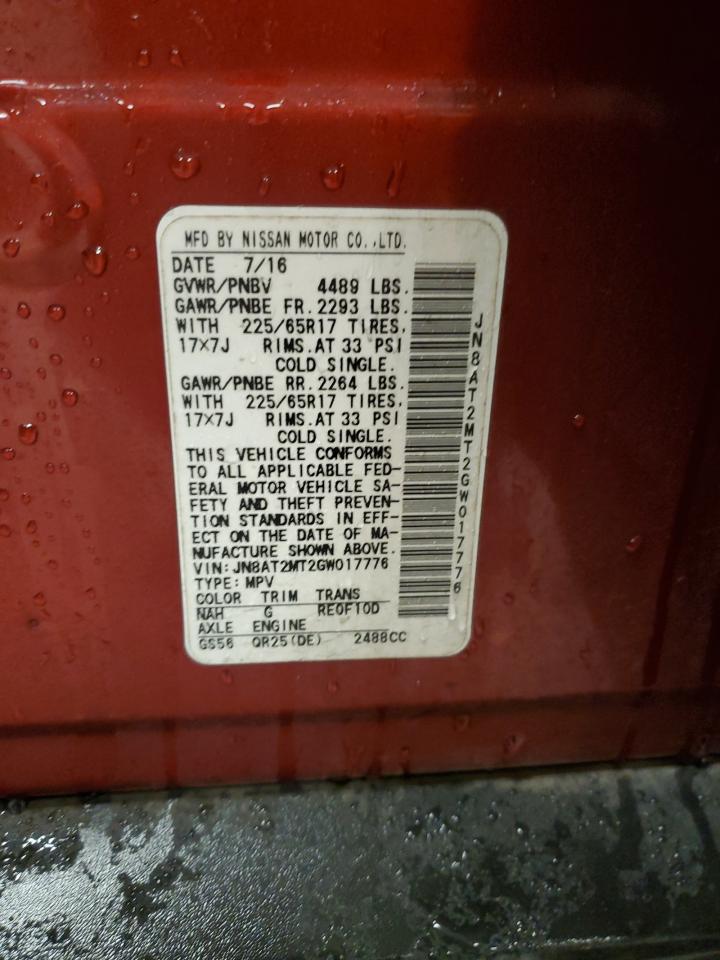 MFD BY NISSAN MOTOR CO.,LTD.
DATE 7/16
GVWR/PNBV 4489 LBS.
GAWR/PNBE FR. 2293 LBS.
WITH 225/65R17 TIRES,
17×7J RIMS. AT 33 PSI
COLD SINGLE.
GAWR/PNBE RR. 2264 LBS.
WITH 225/65R17 TIRES,
17×7J RIMS. AT 33 PSI
COLD SINGLE.
THIS VEHICLE CONFORMS
TO ALL APPLICABLE FED-
ERAL MOTOR VEHICLE SA-
FETY AND THEFT PREVEN-
TION STANDARDS IN EFF-
ECT ON THE DATE OF MA-
NUFACTURE SHOWN ABOVE.
VIN:JN8AT2MT2GW017776
TYPE:MPV
COLOR TRIM TRANS
NAH G RE0F10D
AXLE ENGINE
GS56 QR25(DE) 2488CC
JN8AT2MT2GW017776